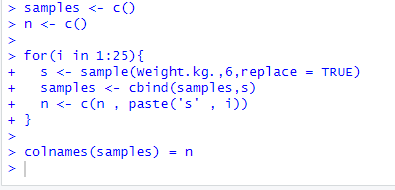 > samples <- c()
> n <- c()
>
> for(i in 1:25){
+   s <- sample(Weight.kg.,6,replace = TRUE)
+   samples <- cbind(samples,s)
+   n <- c(n , paste('s' , i))
+ }
>
> colnames(samples) = n
>